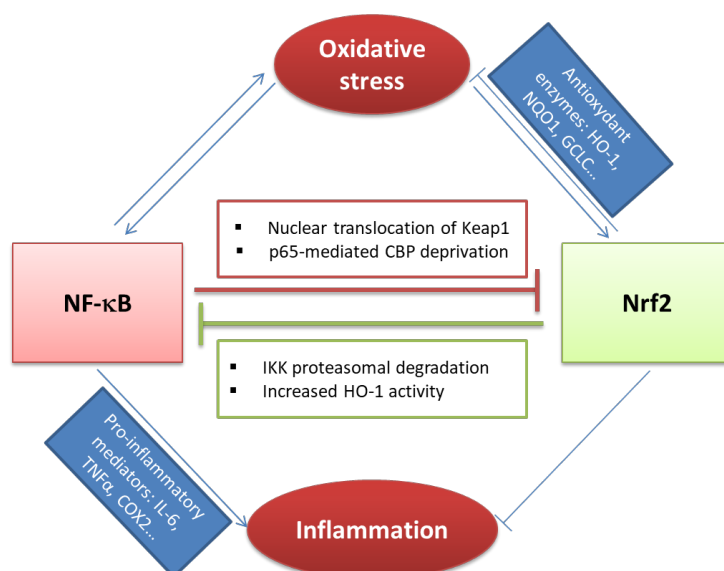 Oxidative
stress
Antioxydant
enzymes: HO-1,
NQO1, GCLC...
▪ Nuclear translocation of Keap1
▪ p65-mediated CBP deprivation
NF-κB
Nrf2
▪ IKK proteasomal degradation
▪ Increased HO-1 activity
Pro-inflammatory
mediators: IL-6,
TNFα, COX2...
Inflammation